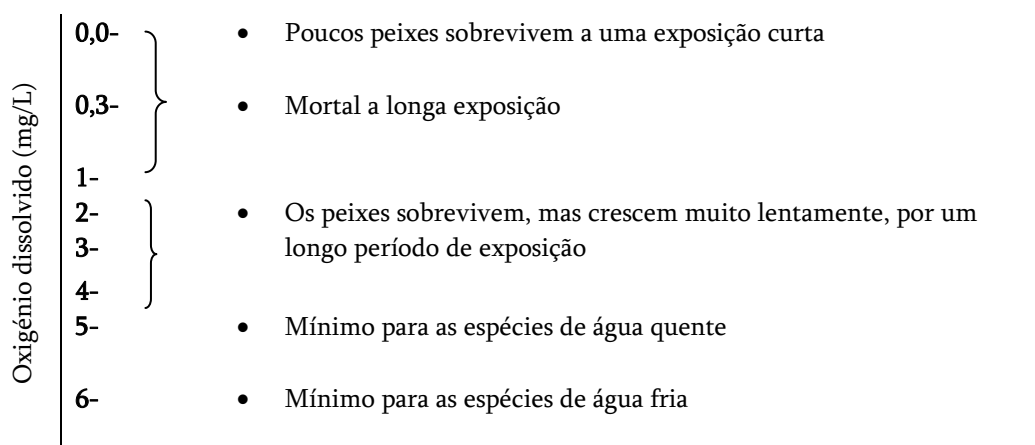 Oxigénio dissolvido (mg/L)
0,0- • Poucos peixes sobrevivem a uma exposição curta
0,3- • Mortal a longa exposição
1-
2- • Os peixes sobrevivem, mas crescem muito lentamente, por um
3- longo período de exposição
4-
5- • Mínimo para as espécies de água quente
6- • Mínimo para as espécies de água fria